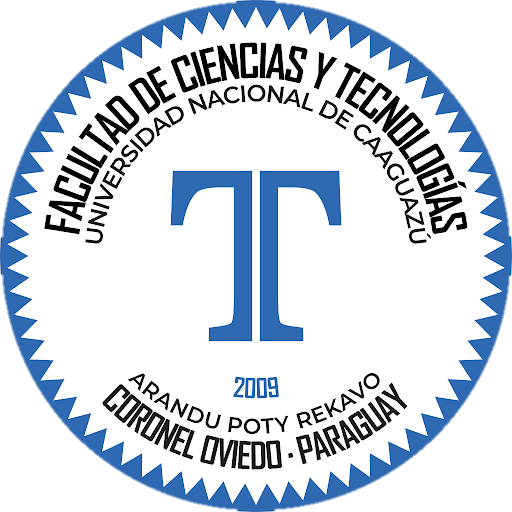 FACULTAD DE CIENCIAS Y TECNOLOGÍAS
UNIVERSIDAD NACIONAL DE CAAGUAZÚ
T
2009
ARANDU POTY REKAVO
CORONEL OVIEDO - PARAGUAY